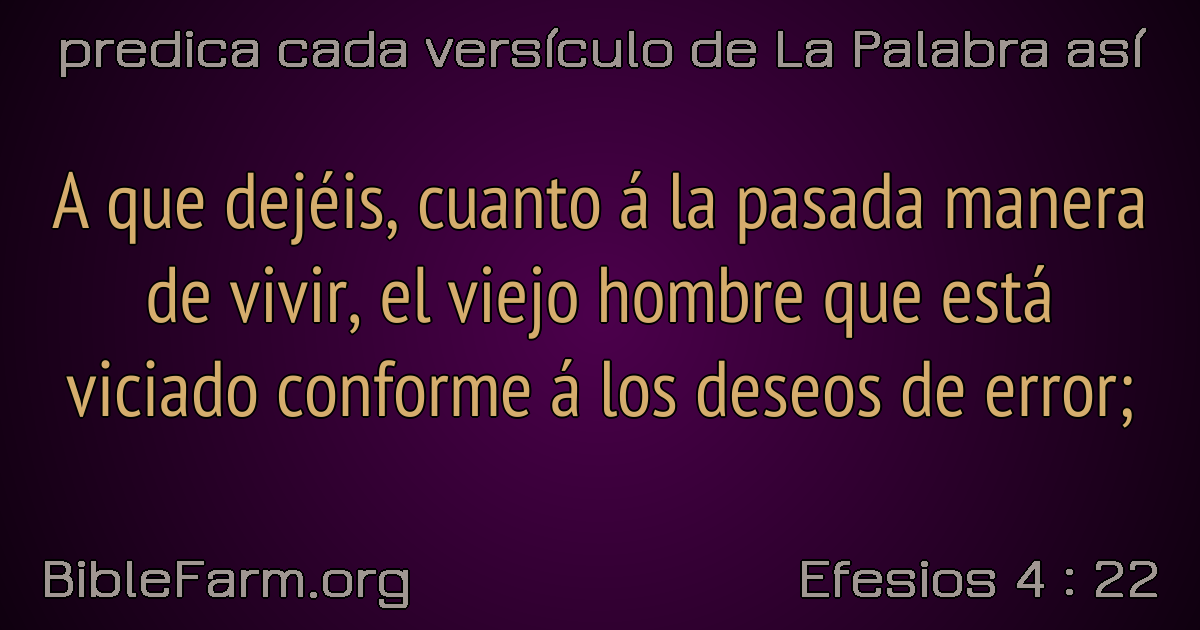 predica cada versículo de La Palabra así
A que dejéis, cuanto á la pasada manera
de vivir, el viejo hombre que está
viciado conforme á los deseos de error;
BibleFarm.org
Efesios 4 : 22